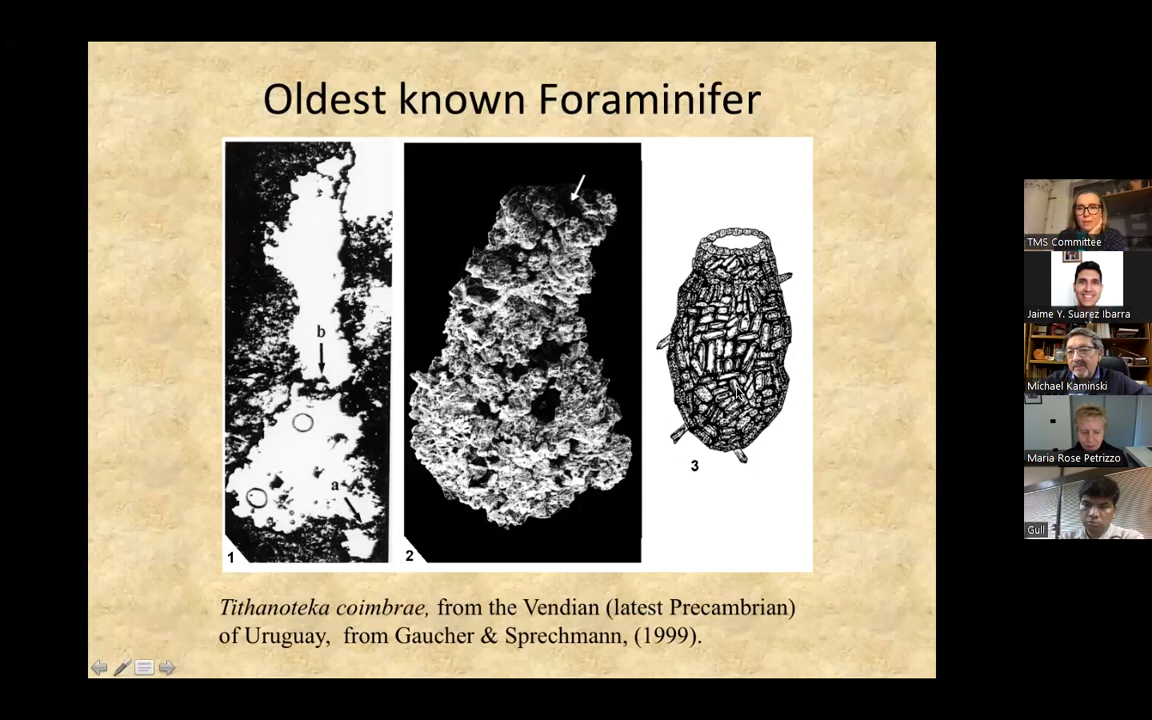 Oldest known Foraminifer
b
a
1
2
3
Tithanoteka coimbrae, from the Vendian (latest Precambrian)
of Uruguay, from Gaucher & Sprechmann, (1999).
TMS Committee
Jaime Y. Suarez Ibarra
Michael Kaminski
Maria Rose Petrizzo
Gull